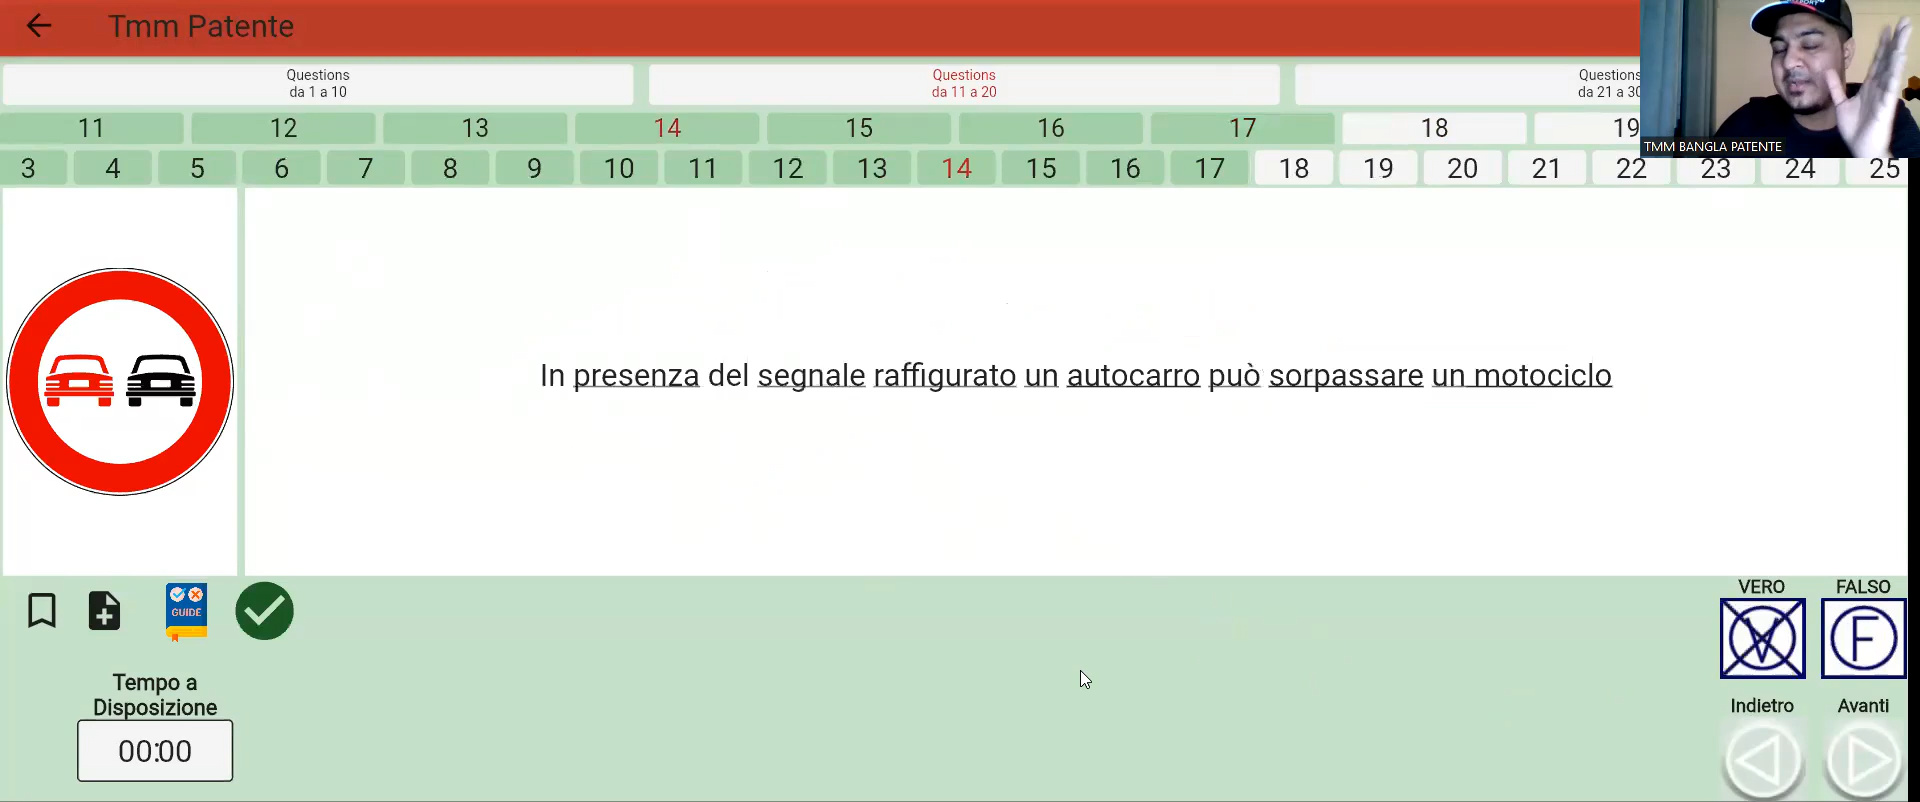 Tmm Patente
Questions
da 1 a 10
Questions
da 11 a 20
Questions
da 21 a 30
11 12 13 14 15 16 17 18 19
3 4 5 6 7 8 9 10 11 12 13 14 15 16 17 18 19 20 21 22 23 24 25
TMM BANGLA PATENTE
In presenza del segnale raffigurato un autocarro può sorpassare un motociclo
GUIDE
VERO FALSO
V F
Tempo a
Disposizione
00:00
Indietro Avanti